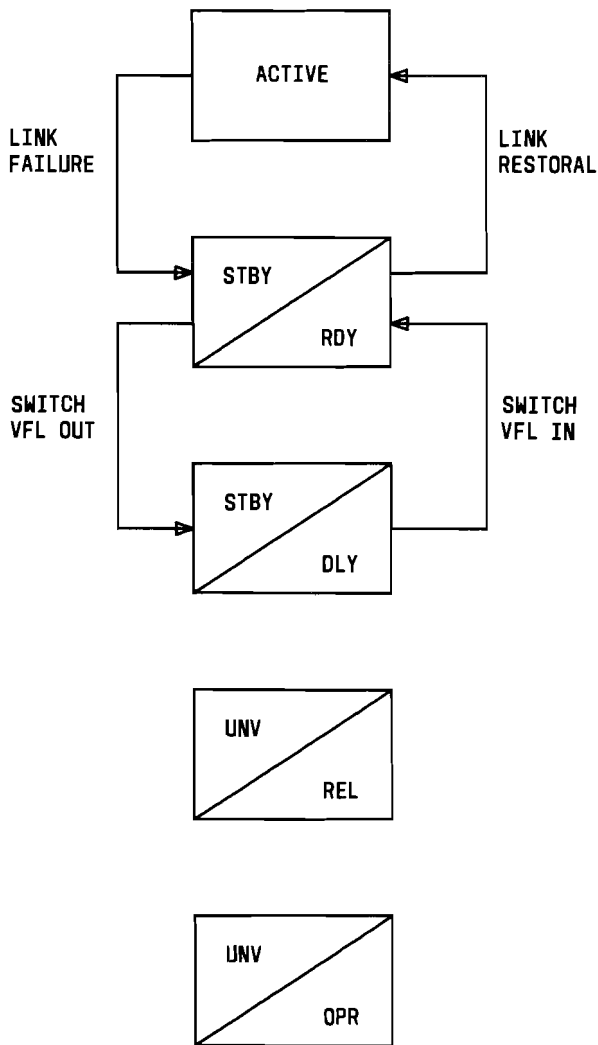 ACTIVE
LINK
FAILURE
LINK
RESTORAL
STBY
RDY
SWITCH
VFL OUT
SWITCH
VFL IN
STBY
DLY
UNV
REL
UNV
OPR